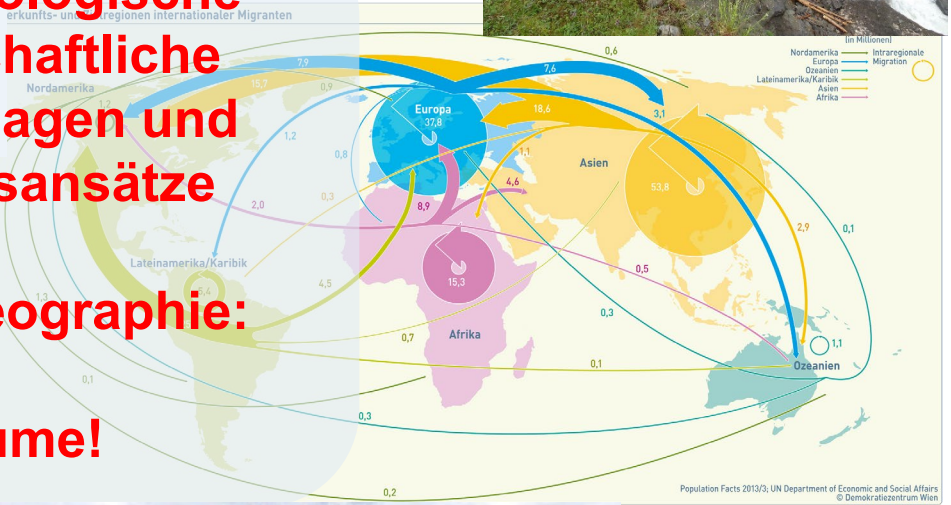 ologische
haftliche
agen und
sansätze
eographie:
ume!
erkunfts- und Zielregionen internationaler Migranten
(in Millionen)
Nordamerika
Europa
Ozeanien
Lateinamerika/Karibik
Asien
Afrika
Intraregionale
Migration
0,6
7,9
7,6
15,7
0,9
Nordamerika
1,2
Europa
37,8
18,6
3,1
1,2
0,8
1,1
Asien
4,6
53,8
0,3
2,0
8,9
2,9
0,1
Lateinamerika/Karibik
0,5
15,3
4,5
1,3
0,3
0,7
Afrika
1,1
0,1
Ozeanien
0,1
0,3
0,2
Population Facts 2013/3; UN Department of Economic and Social Affairs
© Demokratiezentrum Wien